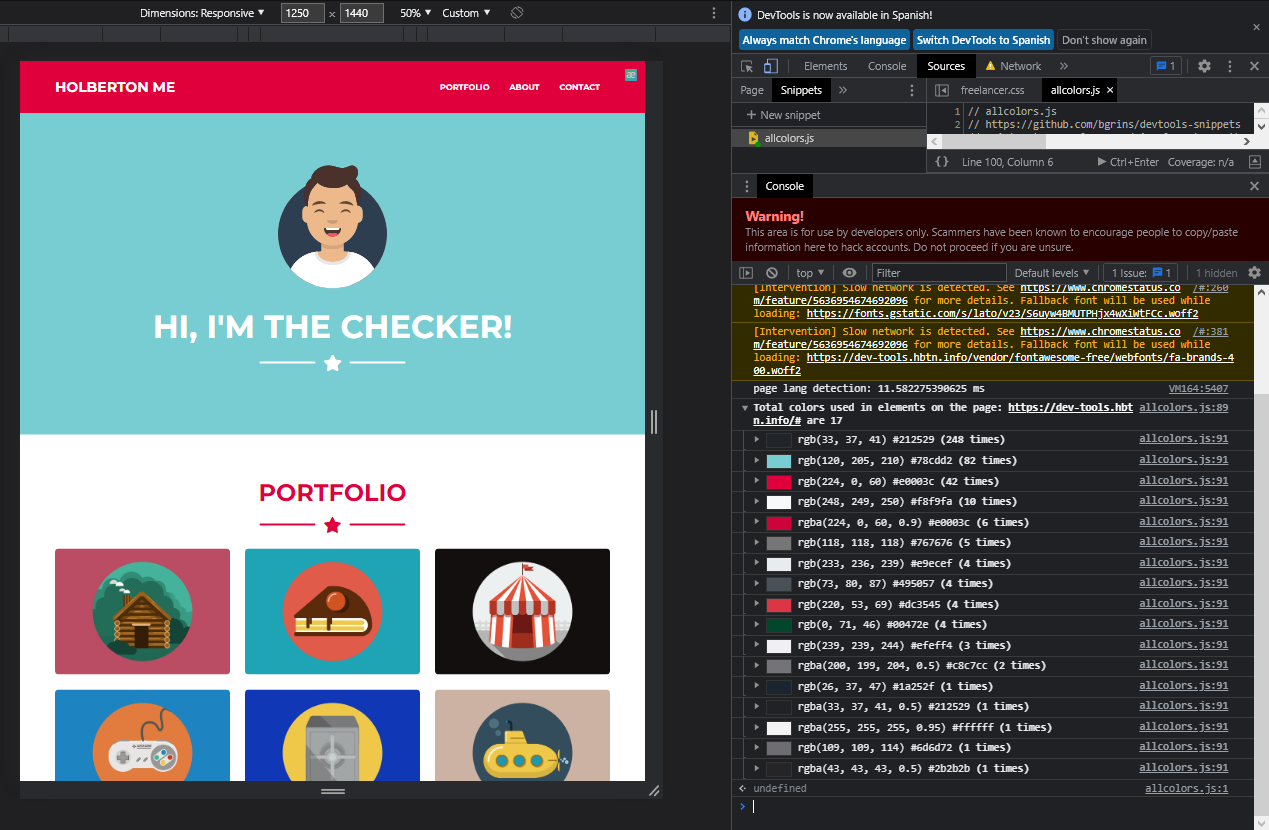 Dimensions: Responsive ▼ 1250 × 1440 50% ▼ Custom ▼
HOLBERTON ME
PORTFOLIO ABOUT CONTACT
æ
HI, I'M THE CHECKER!
PORTFOLIO
DevTools is now available in Spanish!
Always match Chrome's language Switch DevTools to Spanish Don't show again
Elements Console Sources Network » 1
Page Snippets »
freelancer.css allcolors.js ×
+ New snippet
allcolors.js
1 // allcolors.js
2 // https://github.com/bgrins/devtools-snippets
{} Line 100, Column 6 Ctrl+Enter Coverage: n/a
Console
Warning!
This area is for use by developers only. Scammers have been known to encourage people to copy/paste
information here to hack accounts. Do not proceed if you are unsure.
top ▼ Filter Default levels ▼ 1 Issue: 1 1 hidden
[Intervention] Slow network is detected. See https://www.chromestatus.co /#:260
m/feature/5636954674692096 for more details. Fallback font will be used while
loading: https://fonts.gstatic.com/s/lato/v23/S6uyw4BMUTPHjx4wXiWtFCc.woff2
[Intervention] Slow network is detected. See https://www.chromestatus.co /#:381
m/feature/5636954674692096 for more details. Fallback font will be used while
loading: https://dev-tools.hbtn.info/vendor/fontawesome-free/webfonts/fa-brands-4
00.woff2
page lang detection: 11.582275390625 ms VM164:5407
Total colors used in elements on the page: https://dev-tools.hbt allcolors.js:89
n.info/# are 17
rgb(33, 37, 41) #212529 (248 times) allcolors.js:91
rgb(120, 205, 210) #78cdd2 (82 times) allcolors.js:91
rgb(224, 0, 60) #e0003c (42 times) allcolors.js:91
rgb(248, 249, 250) #f8f9fa (10 times) allcolors.js:91
rgba(224, 0, 60, 0.9) #e0003c (6 times) allcolors.js:91
rgb(118, 118, 118) #767676 (5 times) allcolors.js:91
rgb(233, 236, 239) #e9ecef (4 times) allcolors.js:91
rgb(73, 80, 87) #495057 (4 times) allcolors.js:91
rgb(220, 53, 69) #dc3545 (4 times) allcolors.js:91
rgb(0, 71, 46) #00472e (4 times) allcolors.js:91
rgb(239, 239, 244) #efeff4 (3 times) allcolors.js:91
rgba(200, 199, 204, 0.5) #c8c7cc (2 times) allcolors.js:91
rgb(26, 37, 47) #1a252f (1 times) allcolors.js:91
rgba(33, 37, 41, 0.5) #212529 (1 times) allcolors.js:91
rgba(255, 255, 255, 0.95) #ffffff (1 times) allcolors.js:91
rgb(109, 109, 114) #6d6d72 (1 times) allcolors.js:91
rgba(43, 43, 43, 0.5) #2b2b2b (1 times) allcolors.js:91
undefined allcolors.js:1